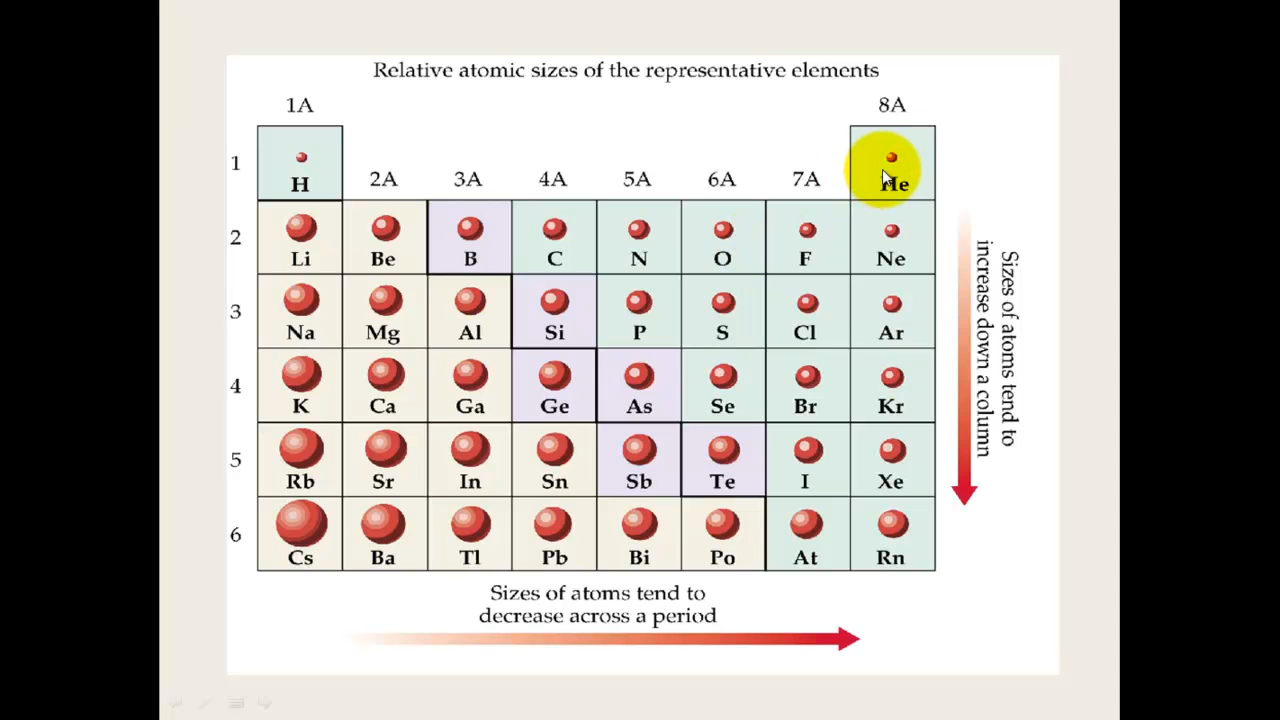 Relative atomic sizes of the representative elements
1A 8A
1 H 2A 3A 4A 5A 6A 7A He
2 Li Be B C N O F Ne
3 Na Mg Al Si P S Cl Ar
4 K Ca Ga Ge As Se Br Kr
5 Rb Sr In Sn Sb Te I Xe
6 Cs Ba Tl Pb Bi Po At Rn
Sizes of atoms tend to
increase down a column
Sizes of atoms tend to
decrease across a period